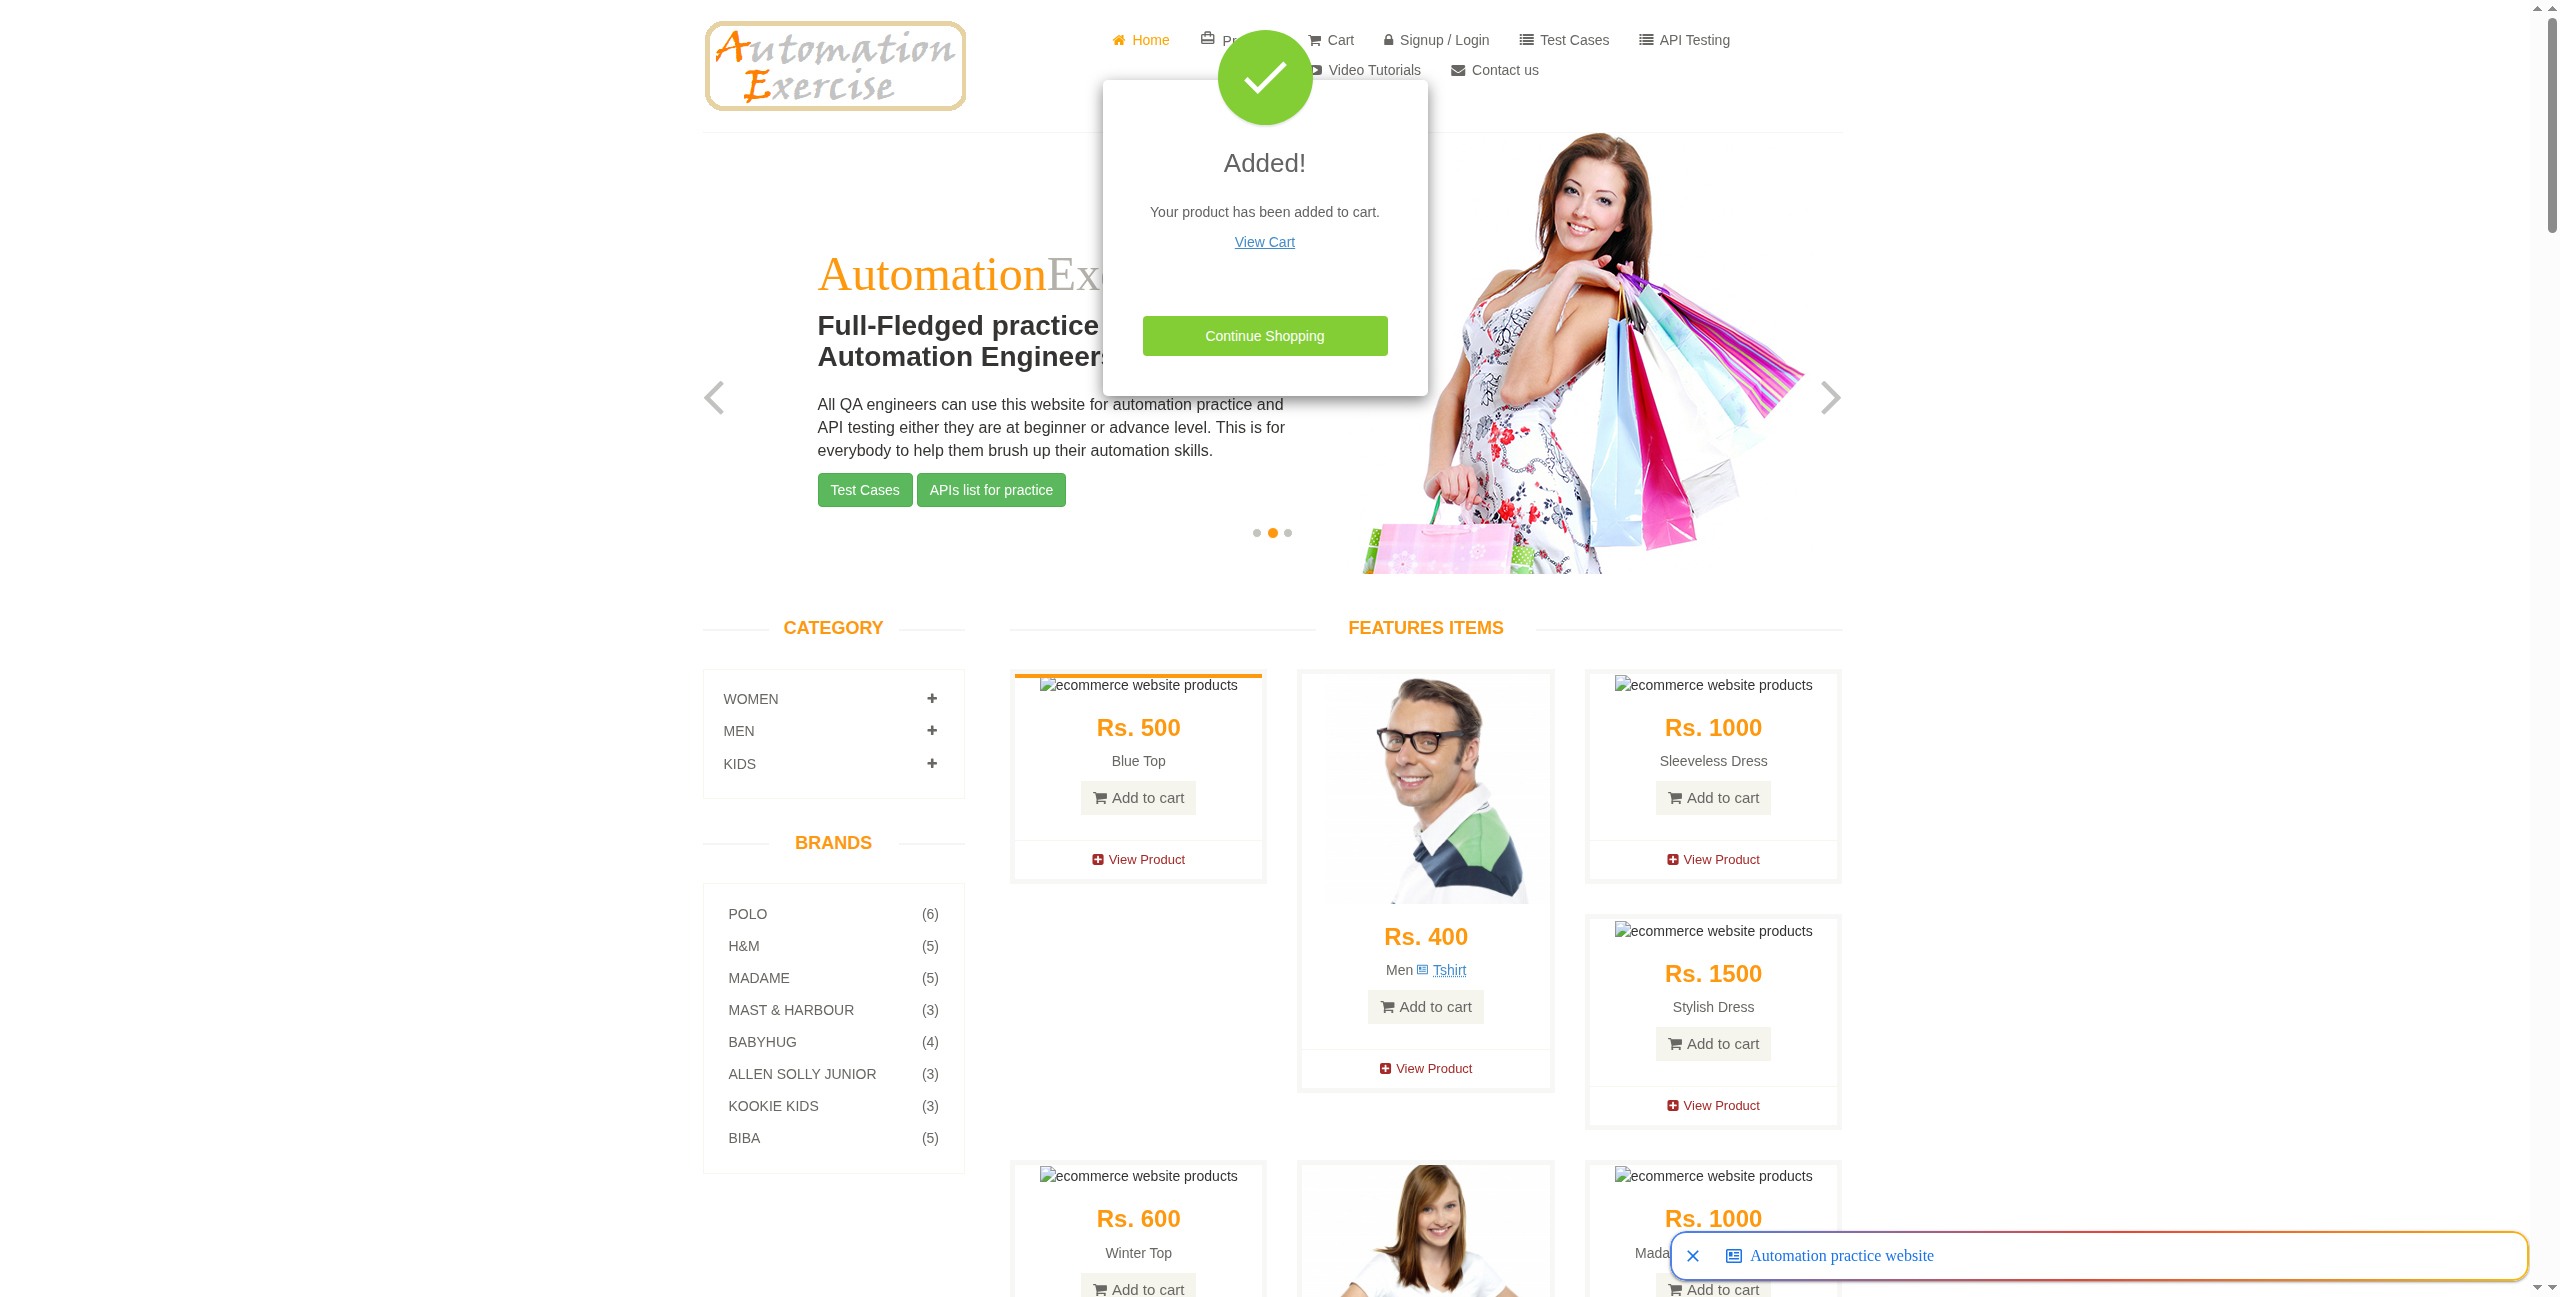 Automation
Exercise
Home
Cart
Signup / Login
Test Cases
API Testing
Video Tutorials
Contact us
Added!
Your product has been added to cart.
View Cart
Continue Shopping
Automation
Full-Fledged practice
Automation
All QA engineers can use this website for automation practice and
API testing either they are at beginner or advance level. This is for
everybody to help them brush up their automation skills.
Test Cases
APIs list for practice
CATEGORY
WOMEN
MEN
KIDS
BRANDS
POLO (6)
H&M (5)
MADAME (5)
MAST & HARBOUR (3)
BABYHUG (4)
ALLEN SOLLY JUNIOR (3)
KOOKIE KIDS (3)
BIBA (5)
FEATURES ITEMS
ecommerce website products
Rs. 500
Blue Top
Add to cart
View Product
Rs. 400
Men Tshirt
Add to cart
View Product
ecommerce website products
Rs. 1000
Sleeveless Dress
Add to cart
View Product
ecommerce website products
Rs. 1500
Stylish Dress
Add to cart
View Product
ecommerce website products
Rs. 600
Winter Top
Add to cart
ecommerce website products
Rs. 1000
Add to cart
Automation practice website